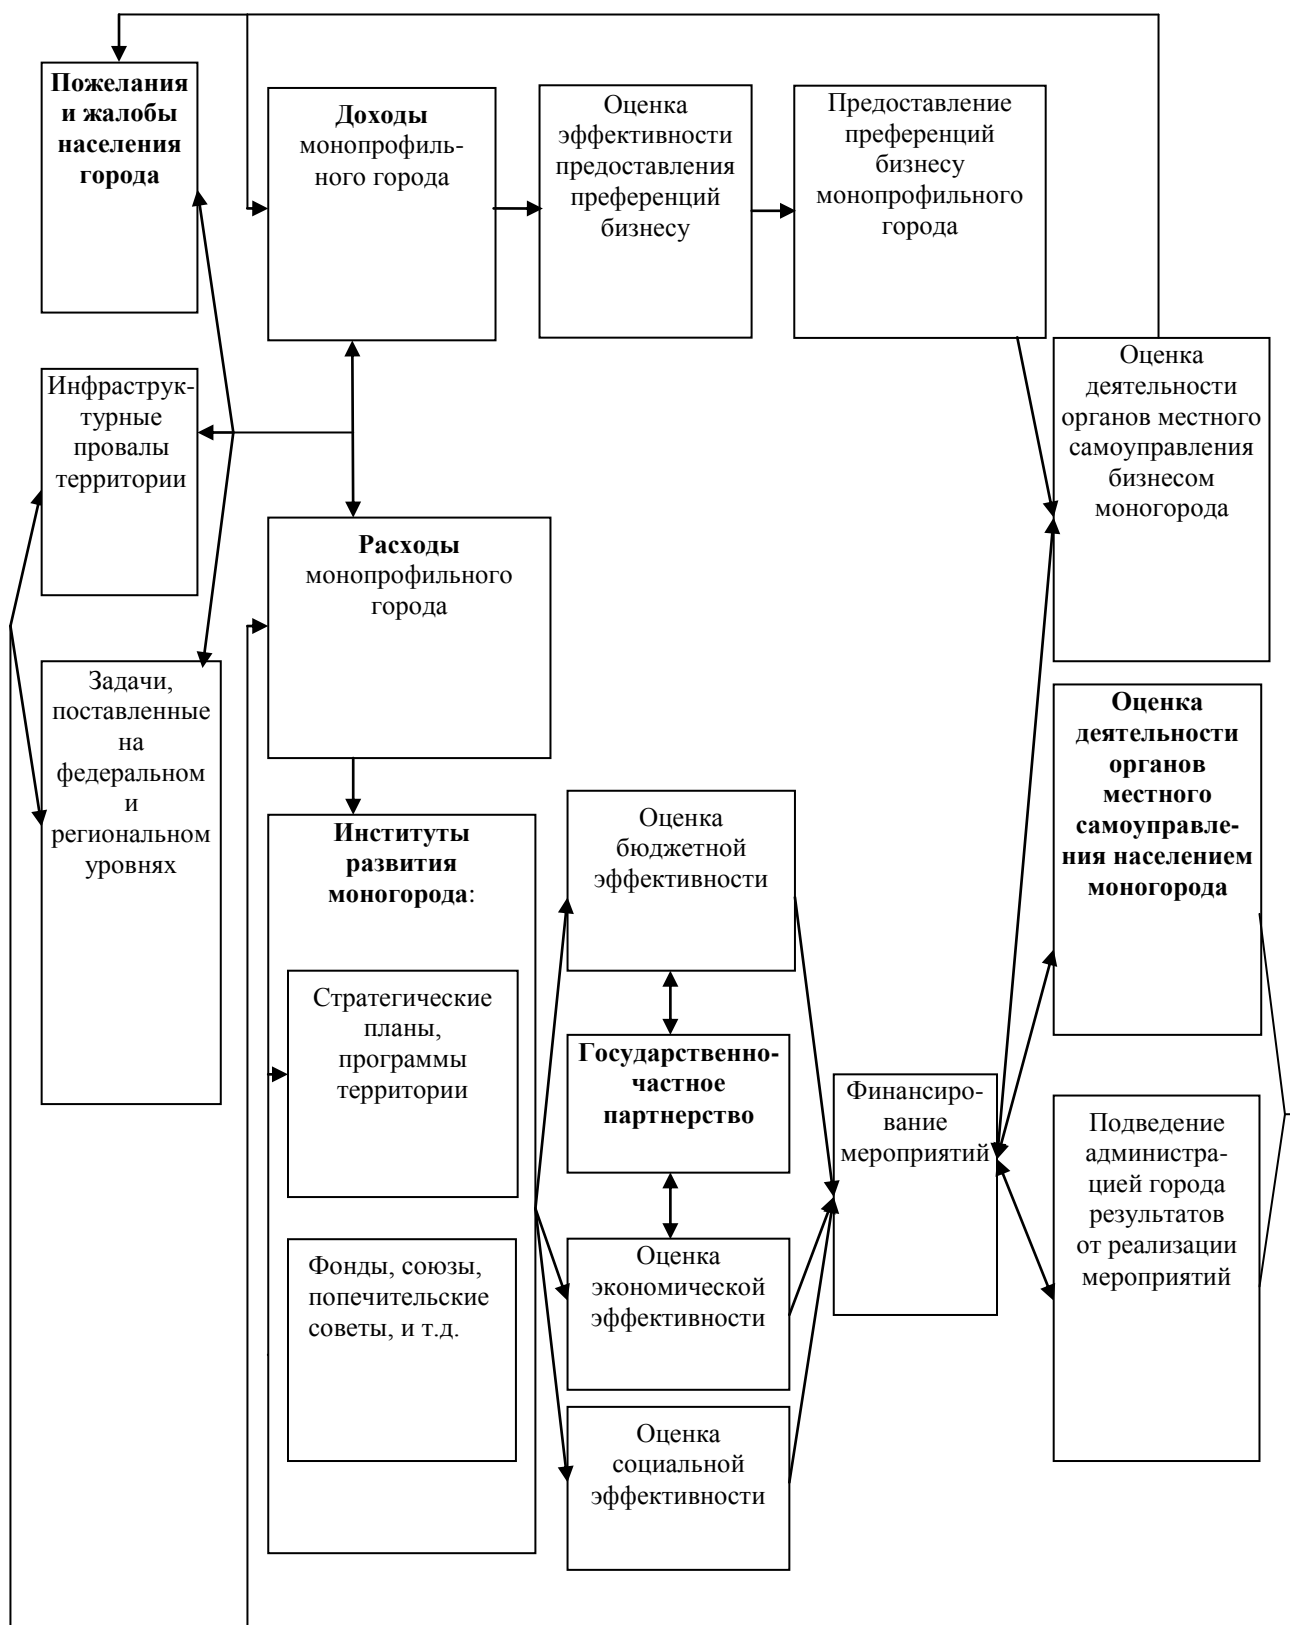 Пожелания
и жалобы
населения
города
Доходы
монопрофиль-
ного города
Оценка
эффективности
предоставления
преференций
бизнесу
Предоставление
преференций
бизнесу
монопрофильного
города
Инфраструк-
турные
провалы
территории
Оценка
деятельности
органов местного
самоуправления
бизнесом
моногорода
Расходы
монопрофильного
города
Задачи,
поставленные
на
федеральном
и
региональном
уровнях
Оценка
деятельности
органов
местного
самоуправле-
ния населением
моногорода
Институты
развития
моногорода:
Оценка
бюджетной
эффективности
Стратегические
планы,
программы
территории
Государственно-
частное
партнерство
Финансиро-
вание
мероприятий
Подведение
администра-
цией города
результатов
от реализации
мероприятий
Фонды, союзы,
попечительские
советы, и т.д.
Оценка
экономической
эффективности
Оценка
социальной
эффективности